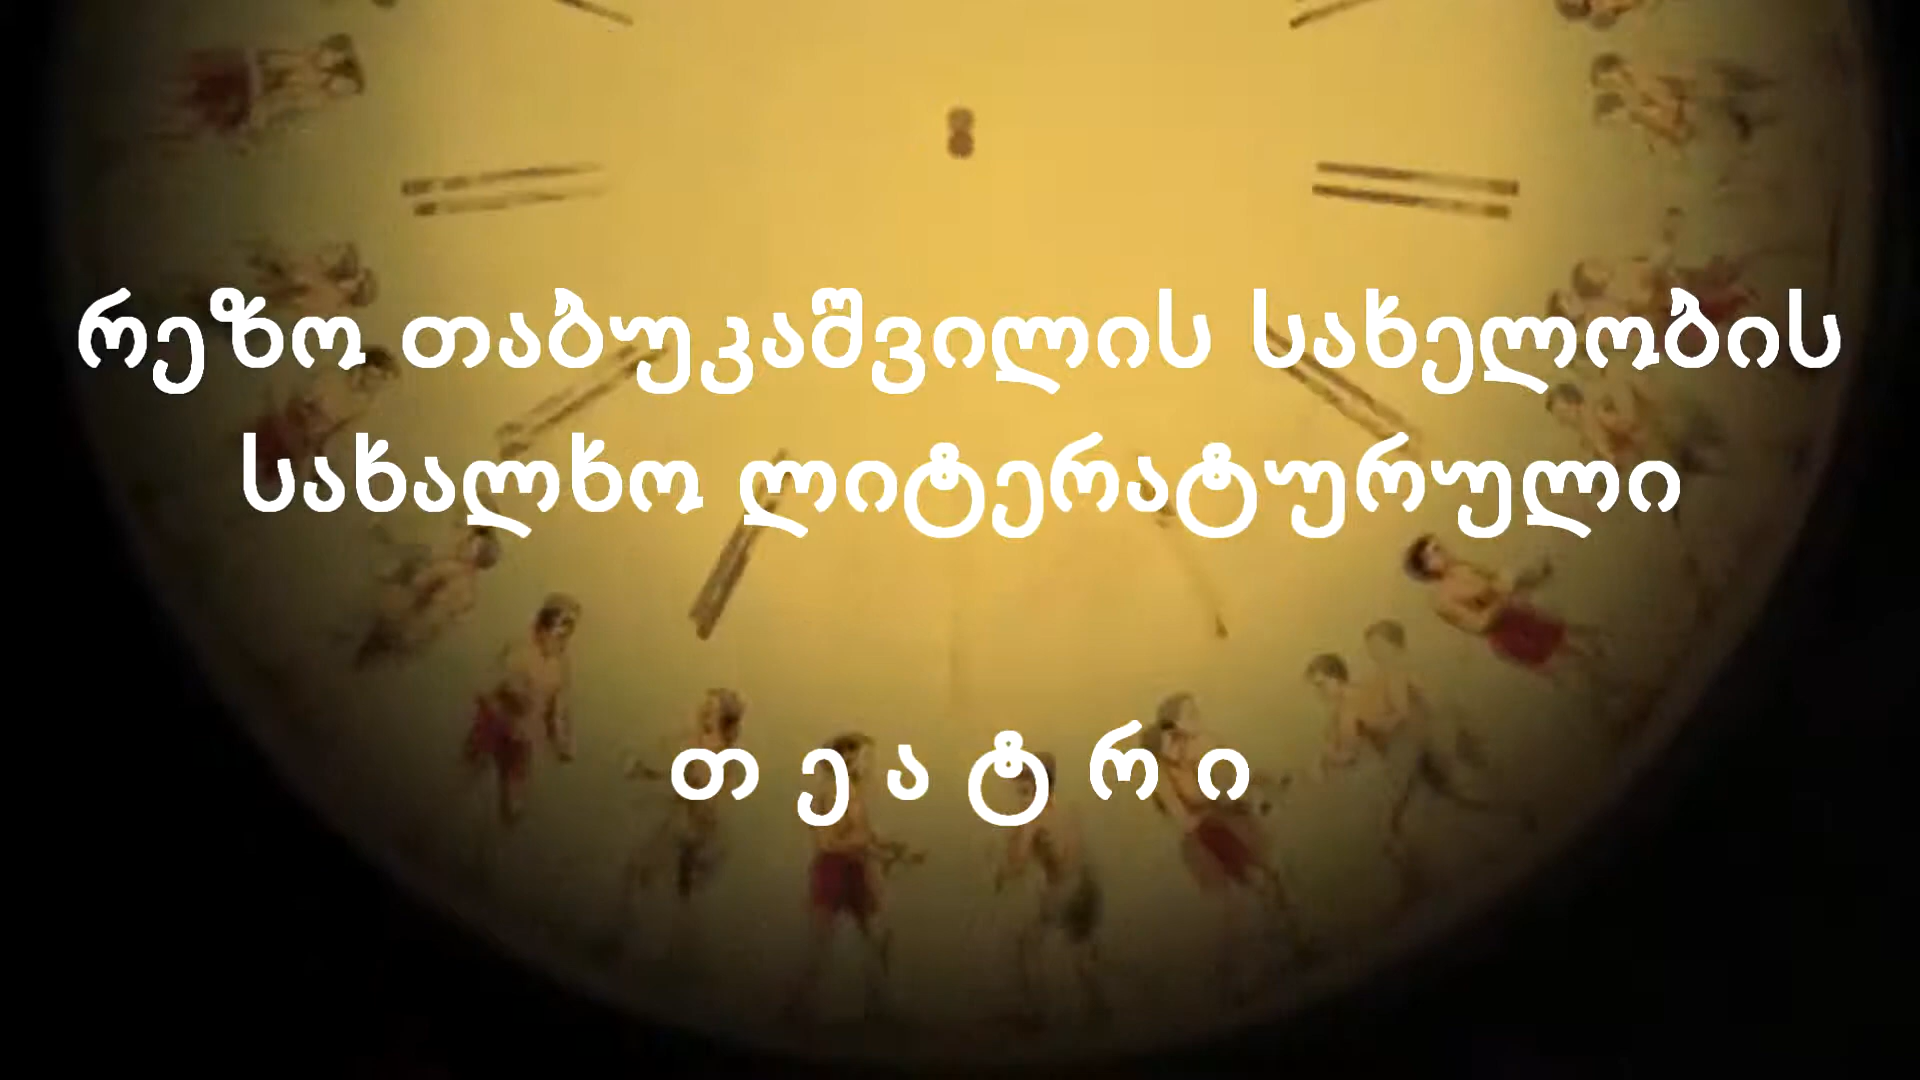 რეზო თაბუკაშვილის სახელობის
სახალხო ლიტერატურული
თ ე ა ტ რ ი